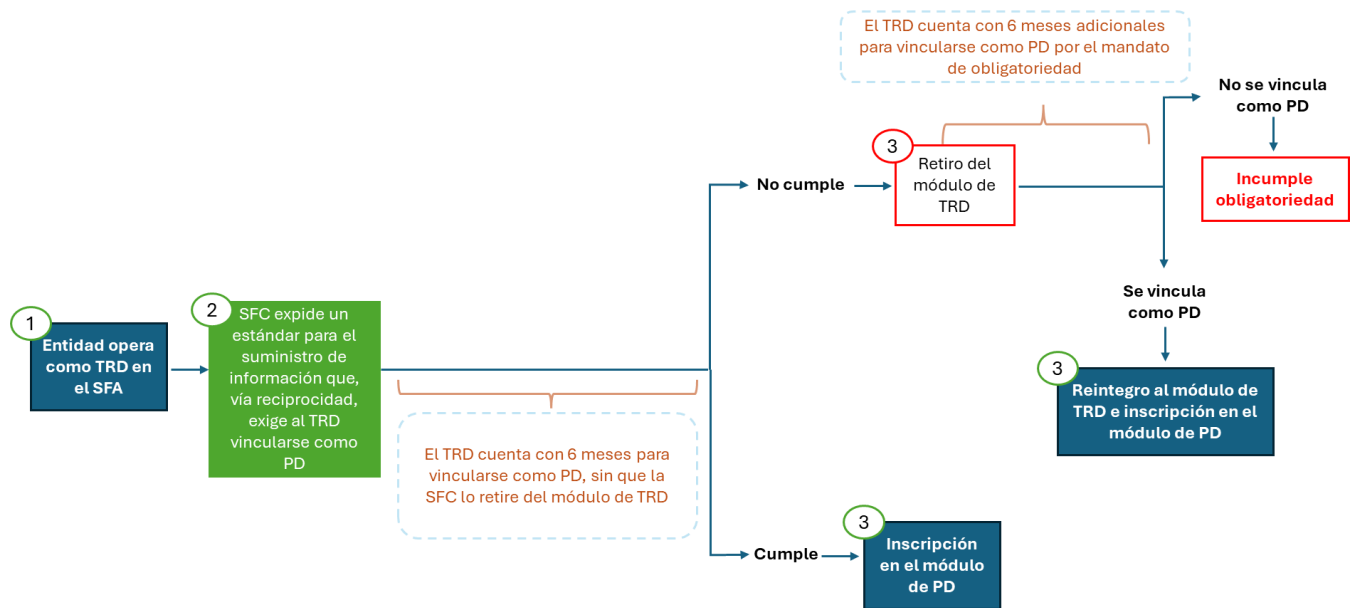 1
Entidad opera
como TRD en
el SFA
2
SFC expide un
estándar para el
suministro de
información que,
vía reciprocidad,
exige al TRD
vincularse como
PD
El TRD cuenta con 6 meses para
vincularse como PD, sin que la
SFC lo retire del módulo de TRD
No cumple
3
Retiro del
módulo de
TRD
El TRD cuenta con 6 meses adicionales
para vincularse como PD por el mandato
de obligatoriedad
No se vincula
como PD
Incumple
obligatoriedad
Se vincula
como PD
3
Reintegro al módulo de
TRD e inscripción en el
módulo de PD
Cumple
3
Inscripción
en el módulo
de PD